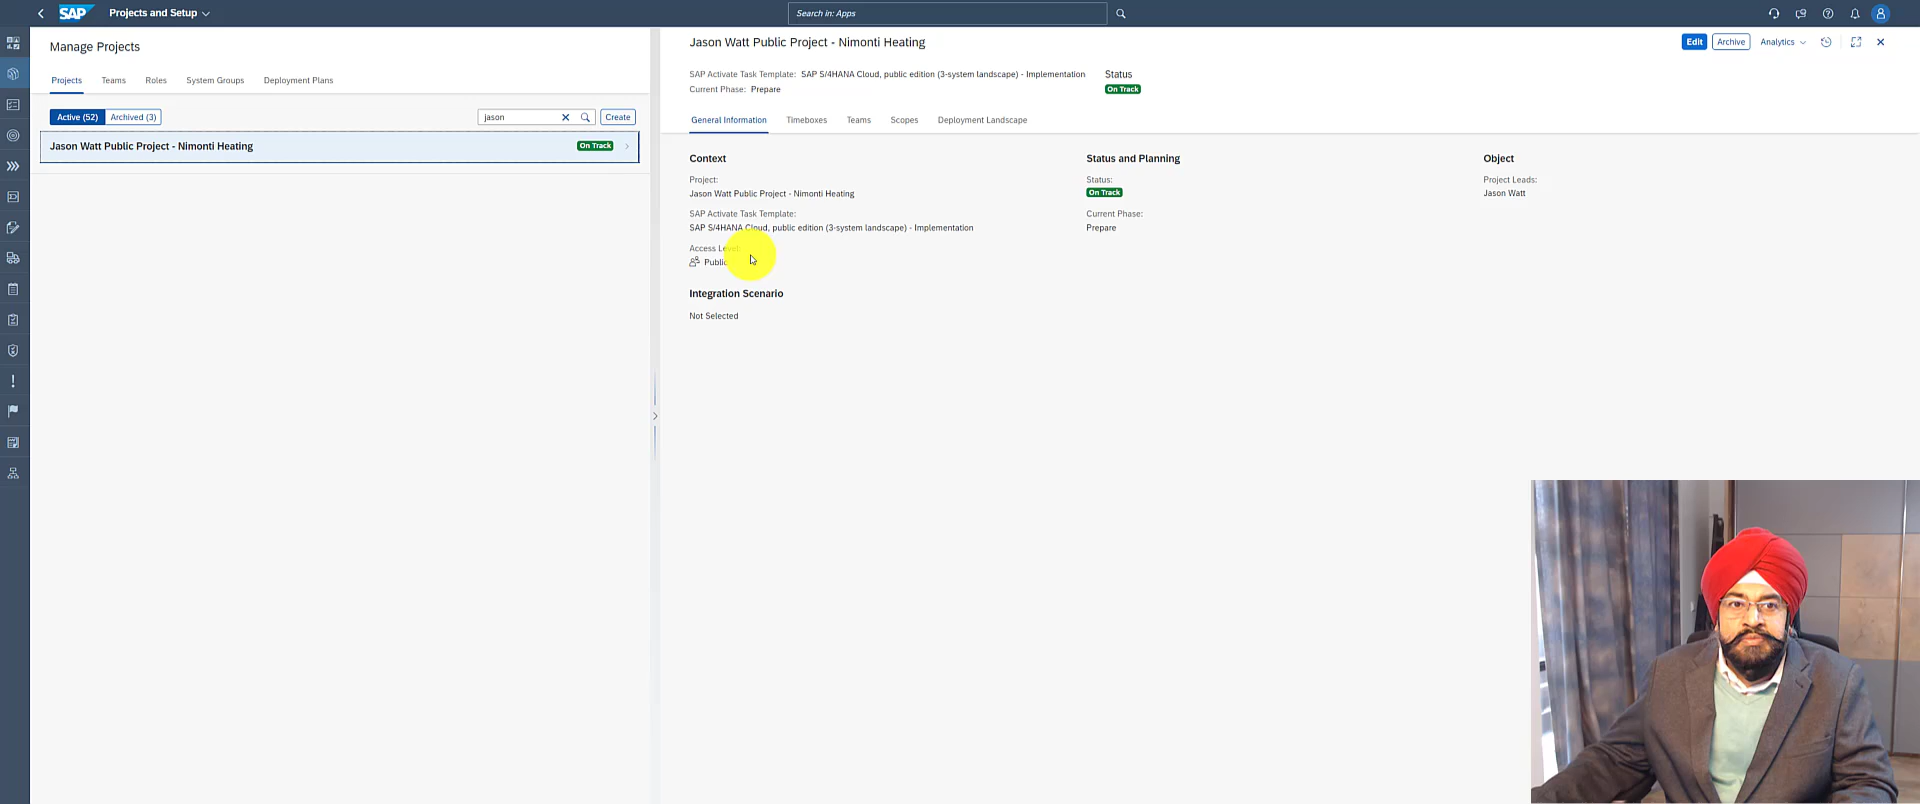 SAP Projects and Setup
Search in: Apps
Manage Projects
Projects Teams Roles System Groups Deployment Plans
Active (52) Archived (3)
jason
Create
Jason Watt Public Project - Nimonti Heating
On Track
Jason Watt Public Project - Nimonti Heating
Edit Archive Analytics
SAP Activate Task Template: SAP S/4HANA Cloud, public edition (3-system landscape) - Implementation
Current Phase: Prepare
Status
On Track
General Information Timeboxes Teams Scopes Deployment Landscape
Context
Project:
Jason Watt Public Project - Nimonti Heating
SAP Activate Task Template:
SAP S/4HANA Cloud, public edition (3-system landscape) - Implementation
Access Level:
Public
Integration Scenario
Not Selected
Status and Planning
Status:
On Track
Current Phase:
Prepare
Object
Project Leads:
Jason Watt